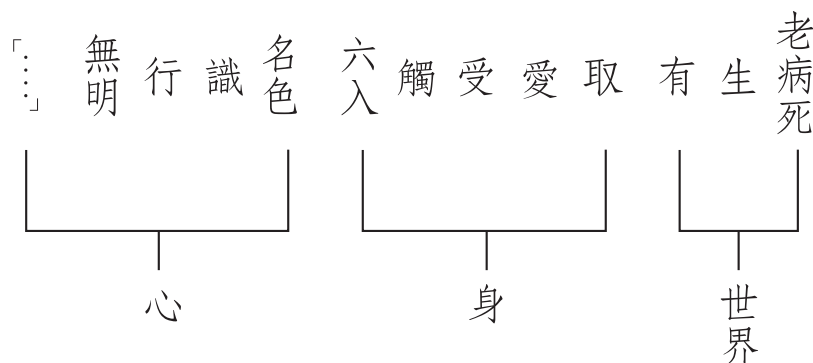 「……」 無明 行 識 名色 六入 觸 受 愛 取 有 生 老病死
心 身 世界